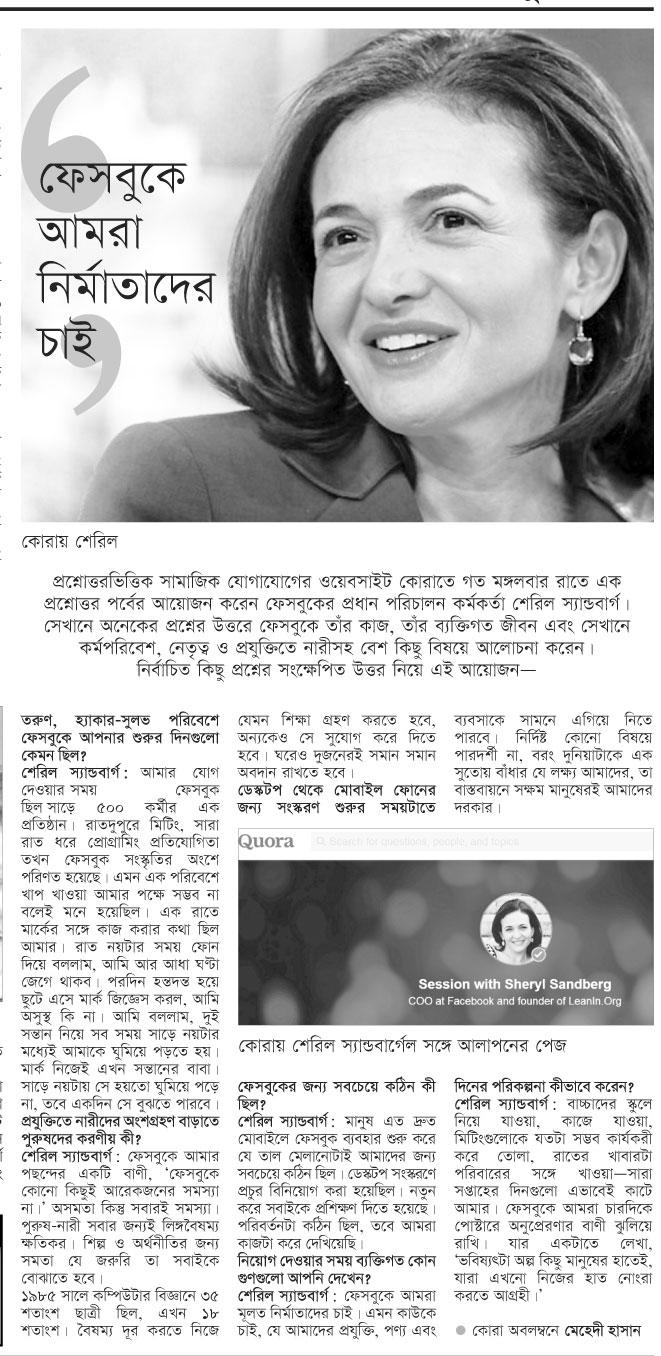 ফেসবুকে
আমরা
নির্মাতাদের
চাই
কোরায় শেরিল
প্রশ্নোত্তরভিত্তিক সামাজিক যোগাযোগের ওয়েবসাইট কোরাতে গত মঙ্গলবার রাতে এক
প্রশ্নোত্তর পর্বের আয়োজন করেন ফেসবুকের প্রধান পরিচালন কর্মকর্তা শেরিল স্যান্ডবার্গ।
সেখানে অনেকের প্রশ্নের উত্তরে ফেসবুকে তাঁর কাজ, তাঁর ব্যক্তিগত জীবন এবং সেখানে
কর্মপরিবেশ, নেতৃত্ব ও প্রযুক্তিতে নারীসহ বেশ কিছু বিষয়ে আলোচনা করেন।
নির্বাচিত কিছু প্রশ্নের সংক্ষেপিত উত্তর নিয়ে এই আয়োজন—
তরুণ, হ্যাকার-সুলভ পরিবেশে
ফেসবুকে আপনার শুরুর দিনগুলো
কেমন ছিল?
শেরিল স্যান্ডবার্গ : আমার যোগ
দেওয়ার সময় ফেসবুক
ছিল সাড়ে ৫০০ কর্মীর এক
প্রতিষ্ঠান। রাতদুপুরে মিটিং, সারা
রাত ধরে প্রোগ্রামিং প্রতিযোগিতা
তখন ফেসবুক সংস্কৃতির অংশে
পরিণত হয়েছে। এমন এক পরিবেশে
খাপ খাওয়া আমার পক্ষে সম্ভব না
বলেই মনে হয়েছিল। এক রাতে
মার্কের সঙ্গে কাজ করার কথা ছিল
আমার। রাত নয়টার সময় ফোন
দিয়ে বললাম, আমি আর আধা ঘণ্টা
জেগে থাকব। পরদিন হন্তদন্ত হয়ে
ছুটে এসে মার্ক জিজ্ঞেস করল, আমি
অসুস্থ কি না। আমি বললাম, দুই
সন্তান নিয়ে সব সময় সাড়ে নয়টার
মধ্যেই আমাকে ঘুমিয়ে পড়তে হয়।
মার্ক নিজেই এখন সন্তানের বাবা।
সাড়ে নয়টায় সে হয়তো ঘুমিয়ে পড়ে
না, তবে একদিন সে বুঝতে পারবে।
প্রযুক্তিতে নারীদের অংশগ্রহণ বাড়াতে
পুরুষদের করণীয় কী?
শেরিল স্যান্ডবার্গ : ফেসবুকে আমার
পছন্দের একটি বাণী, ‘ফেসবুকে
কোনো কিছুই আরেকজনের সমস্যা
না।’ অসমতা কিন্তু সবারই সমস্যা।
পুরুষ-নারী সবার জন্যই লিঙ্গবৈষম্য
ক্ষতিকর। শিল্প ও অর্থনীতির জন্য
সমতা যে জরুরি তা সবাইকে
বোঝাতে হবে।
১৯৮৫ সালে কম্পিউটার বিজ্ঞানে ৩৫
শতাংশ ছাত্রী ছিল, এখন ১৮
শতাংশ। বৈষম্য দূর করতে নিজে
যেমন শিক্ষা গ্রহণ করতে হবে,
অন্যকেও সে সুযোগ করে দিতে
হবে। ঘরেও দুজনেরই সমান সমান
অবদান রাখতে হবে।
ডেস্কটপ থেকে মোবাইল ফোনের
জন্য সংস্করণ শুরুর সময়টাতে
ফেসবুকের জন্য সবচেয়ে কঠিন কী
ছিল?
শেরিল স্যান্ডবার্গ : মানুষ এত দ্রুত
মোবাইলে ফেসবুক ব্যবহার শুরু করে
যে তাল মেলানোটাই আমাদের জন্য
সবচেয়ে কঠিন ছিল। ডেস্কটপ সংস্করণে
প্রচুর বিনিয়োগ করা হয়েছিল। নতুন
করে সবাইকে প্রশিক্ষণ দিতে হয়েছে।
পরিবর্তনটা কঠিন ছিল, তবে আমরা
কাজটা করে দেখিয়েছি।
নিয়োগ দেওয়ার সময় ব্যক্তিগত কোন
গুণগুলো আপনি দেখেন?
শেরিল স্যান্ডবার্গ : ফেসবুকে আমরা
মূলত নির্মাতাদের চাই। এমন কাউকে
চাই, যে আমাদের প্রযুক্তি, পণ্য এবং
ব্যবসাকে সামনে এগিয়ে নিতে
পারবে। নির্দিষ্ট কোনো বিষয়ে
পারদর্শী না, বরং দুনিয়াটাকে এক
সুতোয় বাঁধার যে লক্ষ্য আমাদের, তা
বাস্তবায়নে সক্ষম মানুষেরই আমাদের
দরকার।
Quora
Search for questions, people, and topics
Session with Sheryl Sandberg
COO at Facebook and founder of LeanIn.Org
কোরায় শেরিল স্যান্ডবার্গের্ল সঙ্গে আলাপনের পেজ
দিনের পরিকল্পনা কীভাবে করেন?
শেরিল স্যান্ডবার্গ : বাচ্চাদের স্কুলে
নিয়ে যাওয়া, কাজে যাওয়া,
মিটিংগুলোকে যতটা সম্ভব কার্যকরী
করে তোলা, রাতের খাবারটা
পরিবারের সঙ্গে খাওয়া—সারা
সপ্তাহের দিনগুলো এভাবেই কাটে
আমার। ফেসবুকে আমরা চারদিকে
পোস্টারে অনুপ্রেরণার বাণী ঝুলিয়ে
রাখি। যার একটাতে লেখা,
‘ভবিষ্যৎটা অল্প কিছু মানুষের হাতেই,
যারা এখনো নিজের হাত নোংরা
করতে আগ্রহী।’
● কোরা অবলম্বনে মেহেদী হাসান